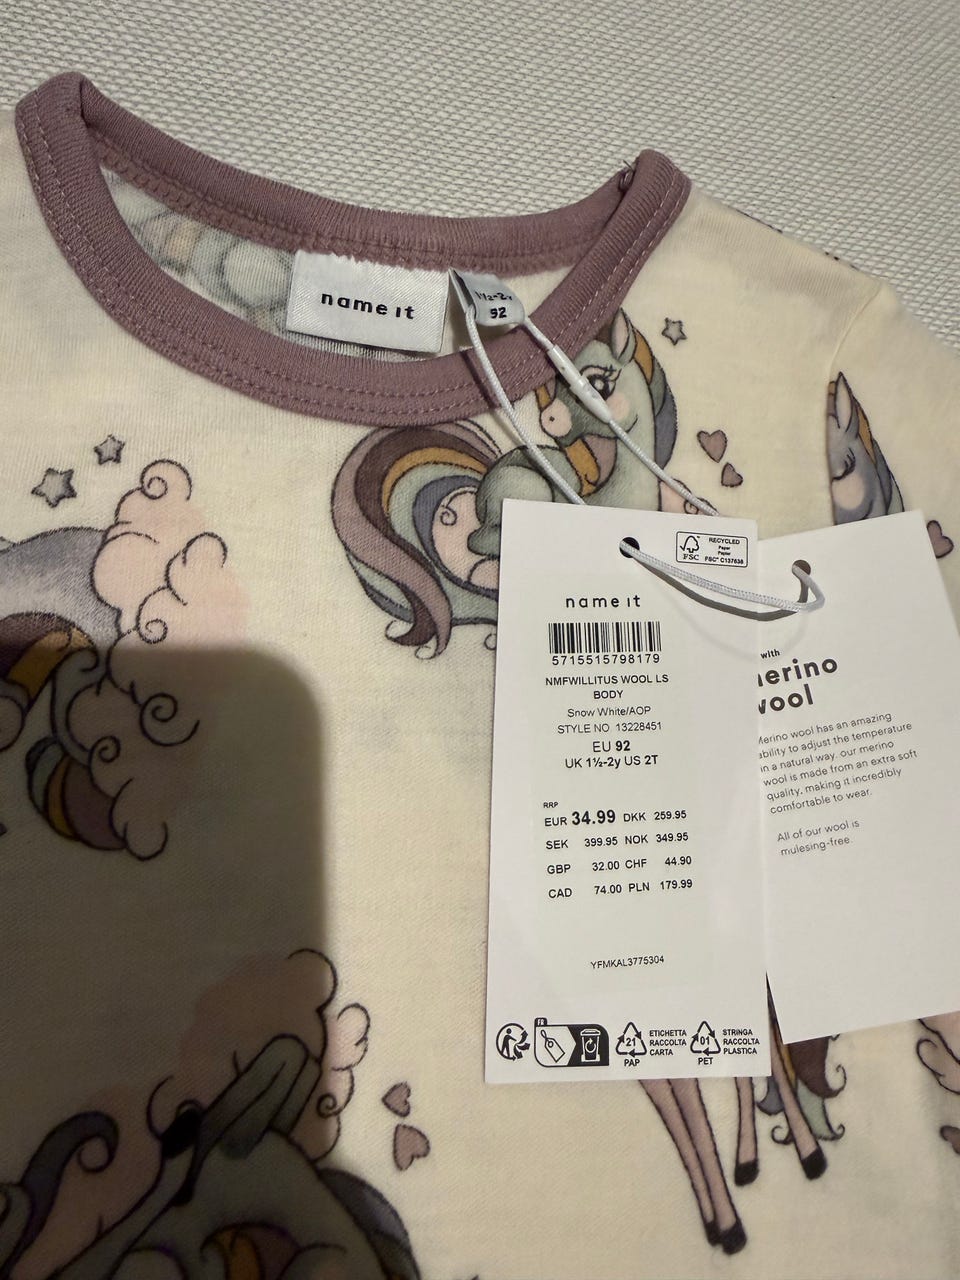 name it
1½-2Y
92
RECYCLED
Paper
Papier
FSC
FSC® C137638
name it
5715515798179
NMFWILLITUS WOOL LS
BODY
Snow White/AOP
STYLE NO 13228451
EU 92
UK 1½-2y US 2T
RRP
EUR 34.99 DKK 259.95
SEK 399.95 NOK 349.95
GBP 32.00 CHF 44.90
CAD 74.00 PLN 179.99
YFMKAL3775304
FR
21
PAP
ETICHETTA
RACCOLTA
CARTA
01
PET
STRINGA
RACCOLTA
PLASTICA
with
merino
wool
Merino wool has an amazing
ability to adjust the temperature
in a natural way. our merino
wool is made from an extra soft
quality, making it incredibly
comfortable to wear.
All of our wool is
mulesing-free.